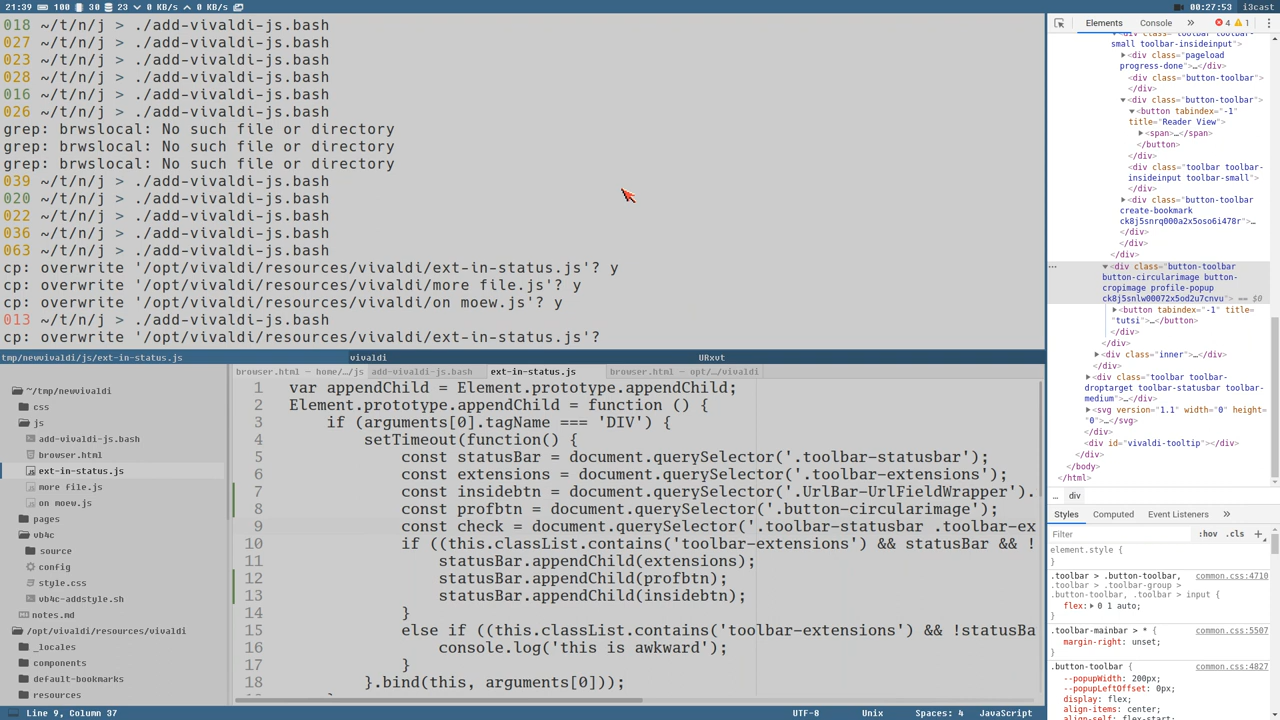 21:39 100 30 23 0 KB/s 0 KB/s
00:27:53 i3cast
018 ~/t/n/j > ./add-vivaldi-js.bash
027 ~/t/n/j > ./add-vivaldi-js.bash
023 ~/t/n/j > ./add-vivaldi-js.bash
028 ~/t/n/j > ./add-vivaldi-js.bash
016 ~/t/n/j > ./add-vivaldi-js.bash
026 ~/t/n/j > ./add-vivaldi-js.bash
grep: brwslocal: No such file or directory
grep: brwslocal: No such file or directory
grep: brwslocal: No such file or directory
039 ~/t/n/j > ./add-vivaldi-js.bash
020 ~/t/n/j > ./add-vivaldi-js.bash
022 ~/t/n/j > ./add-vivaldi-js.bash
036 ~/t/n/j > ./add-vivaldi-js.bash
063 ~/t/n/j > ./add-vivaldi-js.bash
cp: overwrite '/opt/vivaldi/resources/vivaldi/ext-in-status.js'? y
cp: overwrite '/opt/vivaldi/resources/vivaldi/more file.js'? y
cp: overwrite '/opt/vivaldi/resources/vivaldi/on moew.js'? y
013 ~/t/n/j > ./add-vivaldi-js.bash
cp: overwrite '/opt/vivaldi/resources/vivaldi/ext-in-status.js'?
tmp/newvivaldi/js/ext-in-status.js vivaldi URxvt
~/tmp/newvivaldi
css
js
add-vivaldi-js.bash
browser.html
ext-in-status.js
more file.js
on moew.js
pages
vb4c
source
config
style.css
vb4c-addstyle.sh
notes.md
/opt/vivaldi/resources/vivaldi
_locales
components
default-bookmarks
resources
browser.html — home/…/js add-vivaldi-js.bash ext-in-status.js browser.html — opt/…/vivaldi
1 var appendChild = Element.prototype.appendChild;
2 Element.prototype.appendChild = function () {
3 if (arguments[0].tagName === 'DIV') {
4 setTimeout(function() {
5 const statusBar = document.querySelector('.toolbar-statusbar');
6 const extensions = document.querySelector('.toolbar-extensions');
7 const insidebtn = document.querySelector('.UrlBar-UrlFieldWrapper').
8 const profbtn = document.querySelector('.button-circularimage');
9 const check = document.querySelector('.toolbar-statusbar .toolbar-ex
10 if ((this.classList.contains('toolbar-extensions') && statusBar && !
11 statusBar.appendChild(extensions);
12 statusBar.appendChild(profbtn);
13 statusBar.appendChild(insidebtn);
14 }
15 else if ((this.classList.contains('toolbar-extensions') && !statusBa
16 console.log('this is awkward');
17 }
18 }.bind(this, arguments[0]));
Line 9, Column 37 UTF-8 Unix Spaces: 4 JavaScript
Elements Console » 4 1
<div class="toolbar toolbar-
small toolbar-insideinput">
<div class="pageload
progress-done">…</div>
<div class="button-toolbar">
</div>
<div class="button-toolbar">
<button tabindex="-1"
title="Reader View">
<span>…</span>
</button>
</div>
<div class="toolbar toolbar-
insideinput toolbar-small">
</div>
<div class="button-toolbar
create-bookmark
ck8j5snrq000a2x5oso6i478r">…
</div>
</div>
</div>
<div class="button-toolbar
button-circularimage button-
cropimage profile-popup
ck8j5snlw00072x5od2u7cnvu"> == $0
<button tabindex="-1" title=
"tutsi">…</button>
</div>
</div>
<div class="inner">…</div>
</div>
<div class="toolbar toolbar-
droptarget toolbar-statusbar toolbar-
medium">…</div>
<svg version="1.1" width="0" height=
"0">…</svg>
</div>
<div id="vivaldi-tooltip"></div>
</div>
</body>
</html>
… div
Styles Computed Event Listeners »
Filter :hov .cls +
element.style {
}
.toolbar > .button-toolbar, common.css:4710
.toolbar > .toolbar-group >
.button-toolbar, .toolbar > input {
flex: 0 1 auto;
}
.toolbar-mainbar > * { common.css:5507
margin-right: unset;
}
.button-toolbar { common.css:4827
--popupWidth: 200px;
--popupLeftOffset: 0px;
display: flex;
align-items: center;
align-self: flex-start;